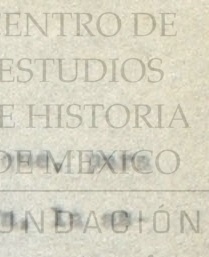 ENTRO DE
ESTUDIOS
E HISTORIA
DE MEXICO
UNDACIÓN